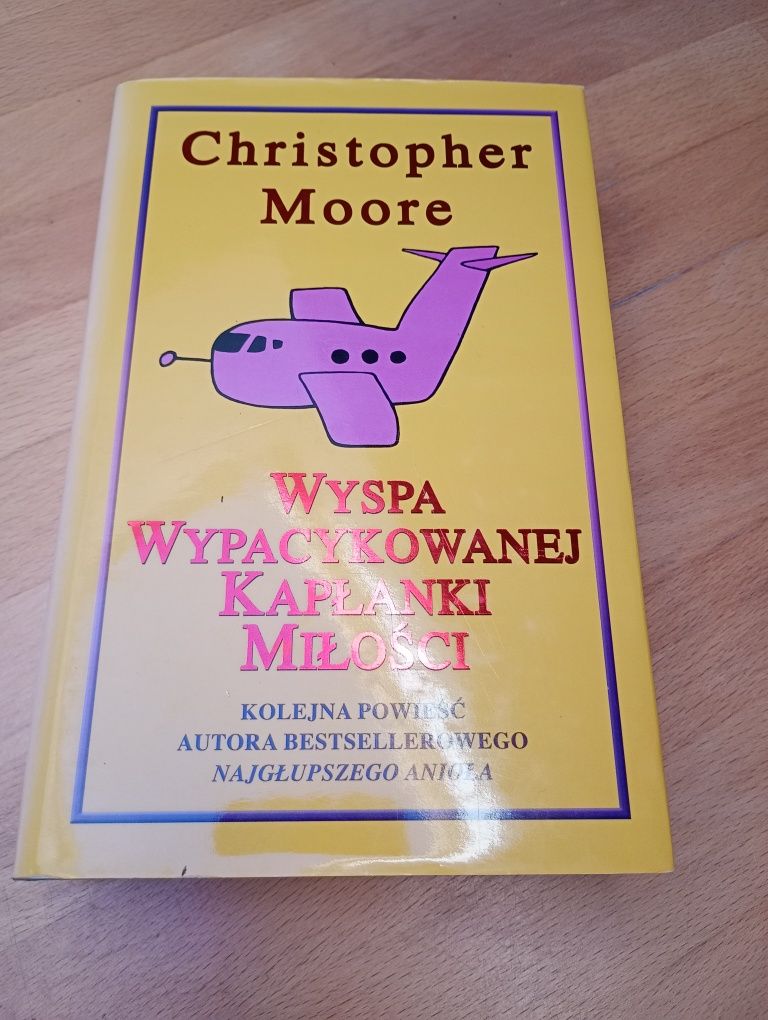 Christopher
Moore
Wyspa
Wypacykowanej
Kapłanki
Miłości
KOLEJNA POWIEŚĆ
AUTORA BESTSELLEROWEGO
NAJGŁUPSZEGO ANIOŁA